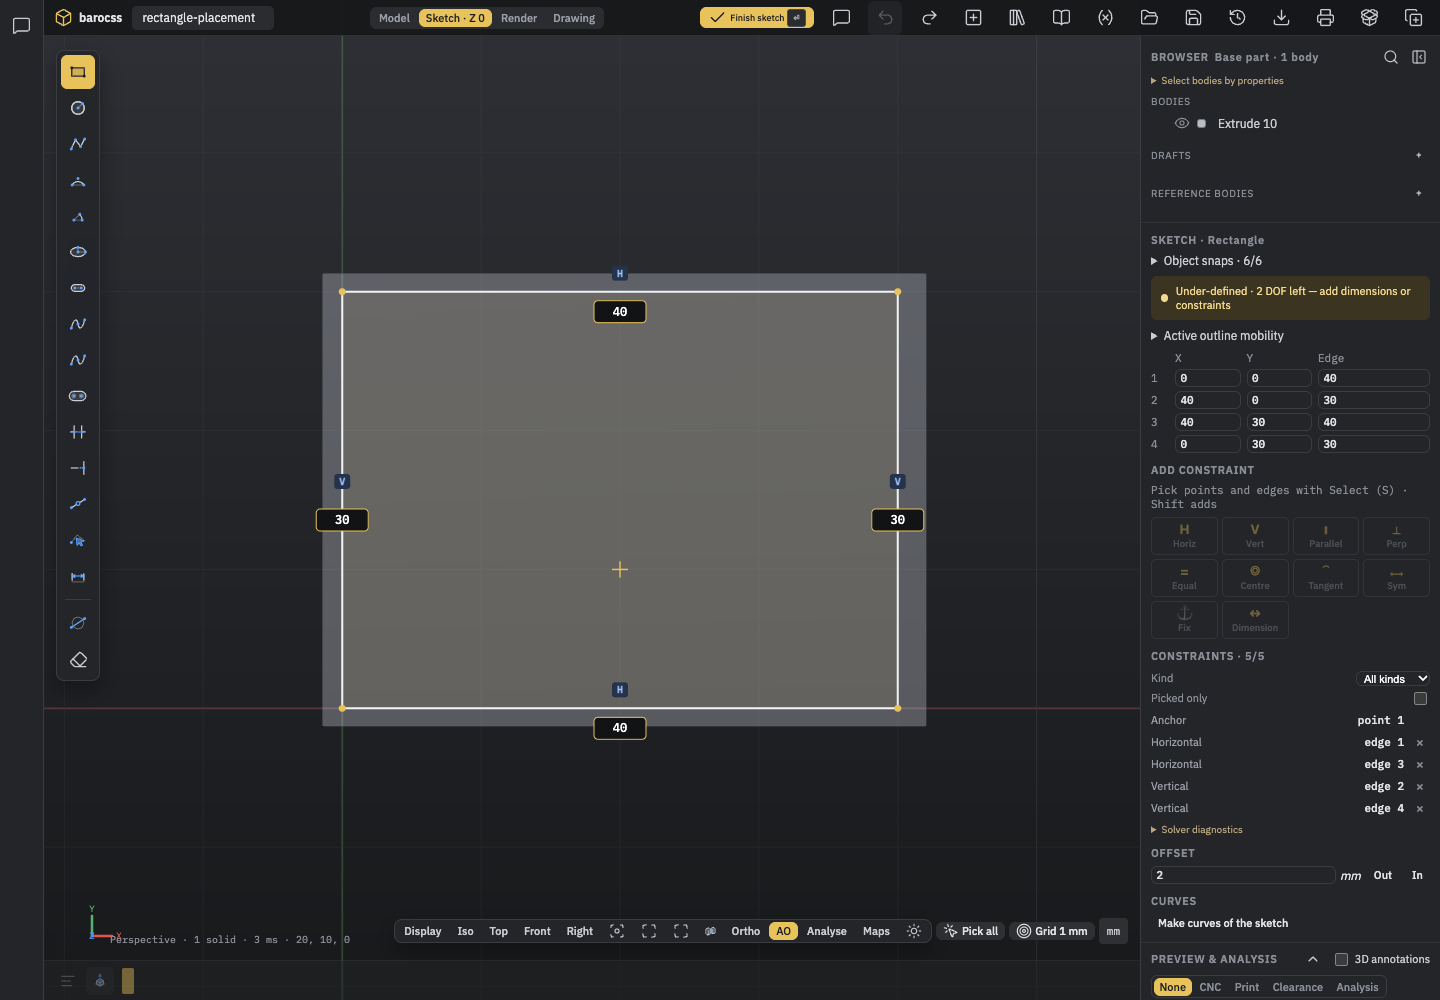 barocss
rectangle-placement
Model
Sketch · Z 0
Render
Drawing
Finish sketch
BROWSER Base part · 1 body
Select bodies by properties
BODIES
Extrude 10
DRAFTS
+
REFERENCE BODIES
+
SKETCH · Rectangle
Object snaps · 6/6
Under-defined · 2 DOF left — add dimensions or
constraints
Active outline mobility
X Y Edge
1 0 0 40
2 40 0 30
3 40 30 40
4 0 30 30
ADD CONSTRAINT
Pick points and edges with Select (S) ·
Shift adds
Horiz Vert Parallel Perp
Equal Centre Tangent Sym
Fix Dimension
CONSTRAINTS · 5/5
Kind All kinds
Picked only
Anchor point 1
Horizontal edge 1 ×
Horizontal edge 3 ×
Vertical edge 2 ×
Vertical edge 4 ×
Solver diagnostics
OFFSET
2 mm Out In
CURVES
Make curves of the sketch
PREVIEW & ANALYSIS
3D annotations
None CNC Print Clearance Analysis
H
40
V
30
V
30
H
40
Y
X
Z
Perspective · 1 solid · 3 ms · 20, 10, 0
Display Iso Top Front Right
Ortho AO Analyse Maps
Pick all
Grid 1 mm
mm